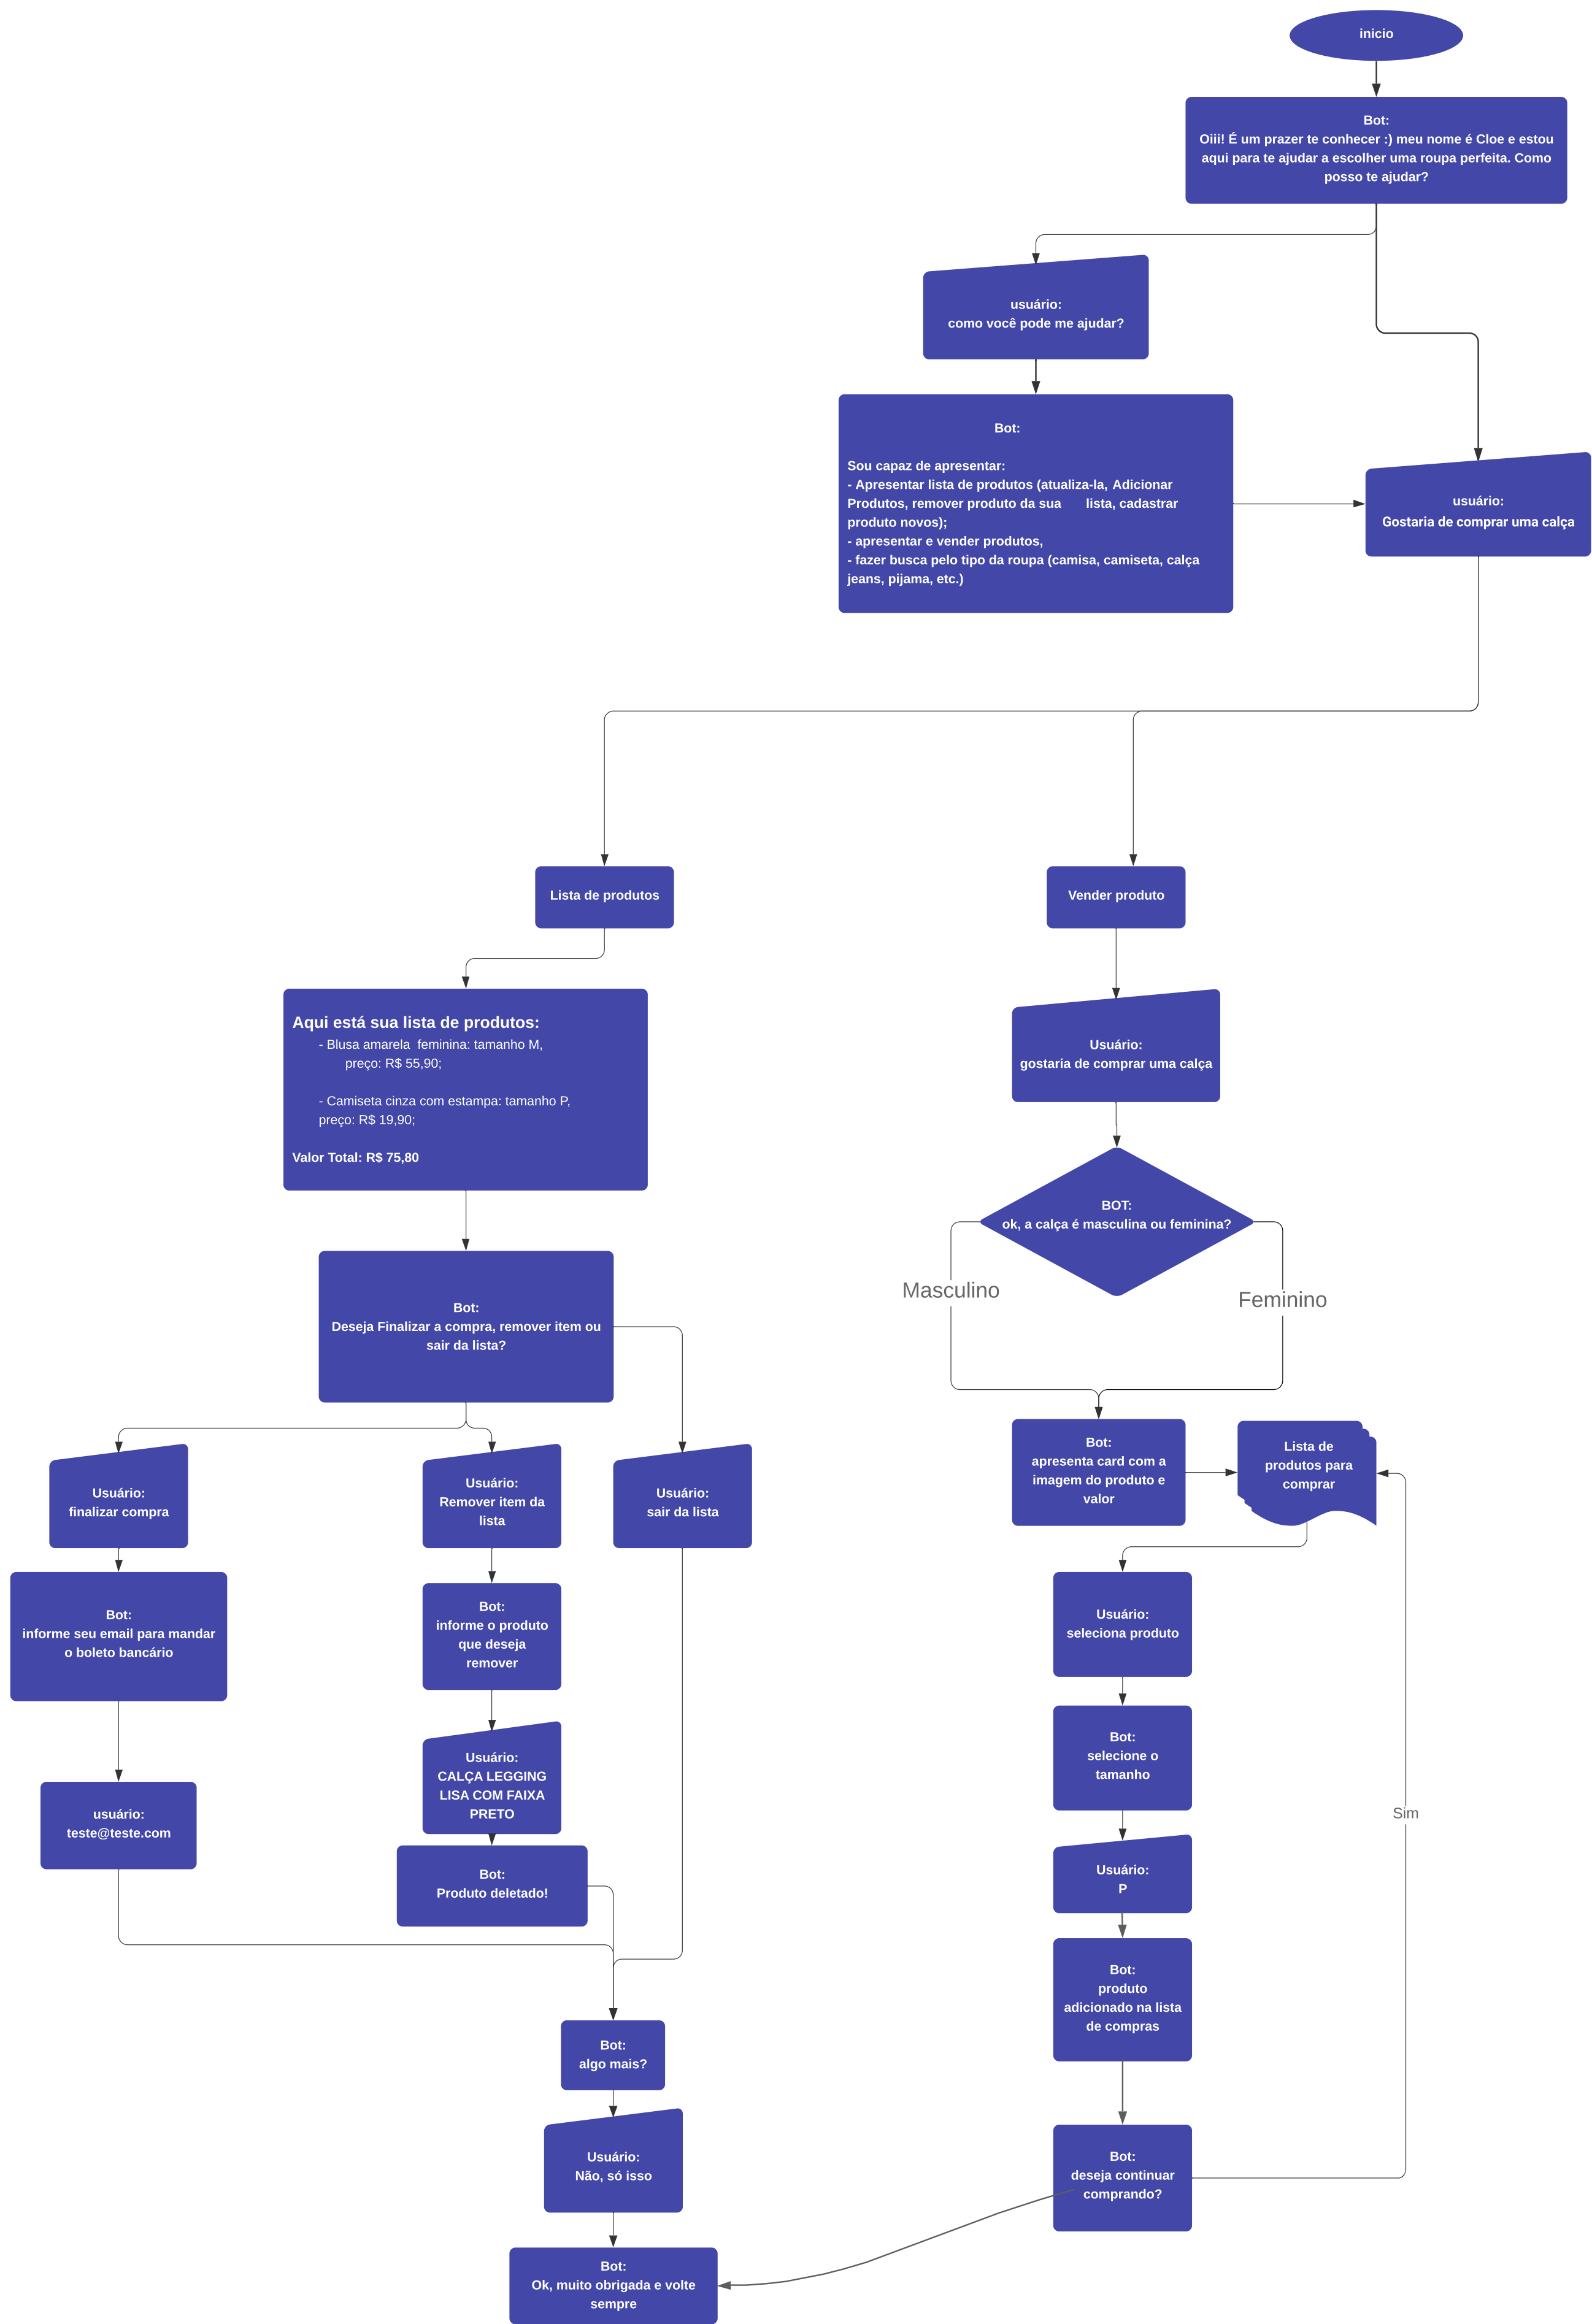 inicio
Bot:
Oiii! É um prazer te conhecer :) meu nome é Cloe e estou
aqui para te ajudar a escolher uma roupa perfeita. Como
posso te ajudar?
usuário:
como você pode me ajudar?
Bot:
Sou capaz de apresentar:
- Apresentar lista de produtos (atualiza-la, Adicionar
Produtos, remover produto da sua lista, cadastrar
produto novos);
- apresentar e vender produtos,
- fazer busca pelo tipo da roupa (camisa, camiseta, calça
jeans, pijama, etc.)
usuário:
Gostaria de comprar uma calça
Lista de produtos
Vender produto
Aqui está sua lista de produtos:
- Blusa amarela feminina: tamanho M,
preço: R$ 55,90;
- Camiseta cinza com estampa: tamanho P,
preço: R$ 19,90;
Valor Total: R$ 75,80
Usuário:
gostaria de comprar uma calça
BOT:
ok, a calça é masculina ou feminina?
Masculino
Feminino
Bot:
Deseja Finalizar a compra, remover item ou
sair da lista?
Usuário:
finalizar compra
Usuário:
Remover item da
lista
Usuário:
sair da lista
Bot:
apresenta card com a
imagem do produto e
valor
Lista de
produtos para
comprar
Bot:
informe seu email para mandar
o boleto bancário
Bot:
informe o produto
que deseja
remover
Usuário:
seleciona produto
Bot:
selecione o
tamanho
Usuário:
CALÇA LEGGING
LISA COM FAIXA
PRETO
usuário:
teste@teste.com
Sim
Bot:
Produto deletado!
Usuário:
P
Bot:
produto
adicionado na lista
de compras
Bot:
algo mais?
Usuário:
Não, só isso
Bot:
deseja continuar
comprando?
Bot:
Ok, muito obrigada e volte
sempre